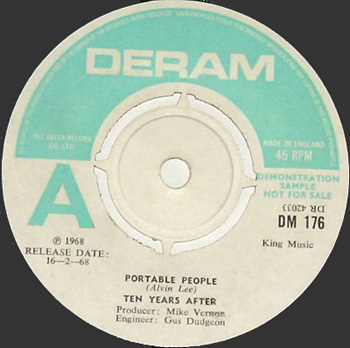 DERAM
THE DECCA RECORD
CO. LTD.
MADE IN ENGLAND
45 RPM
A
DEMONSTRATION
SAMPLE
NOT FOR SALE
DR 42033
DM 176
℗ 1968
RELEASE DATE:
16-2-68
King Music
PORTABLE PEOPLE
(Alvin Lee)
TEN YEARS AFTER
Producer: Mike Vernon
Engineer: Gus Dudgeon